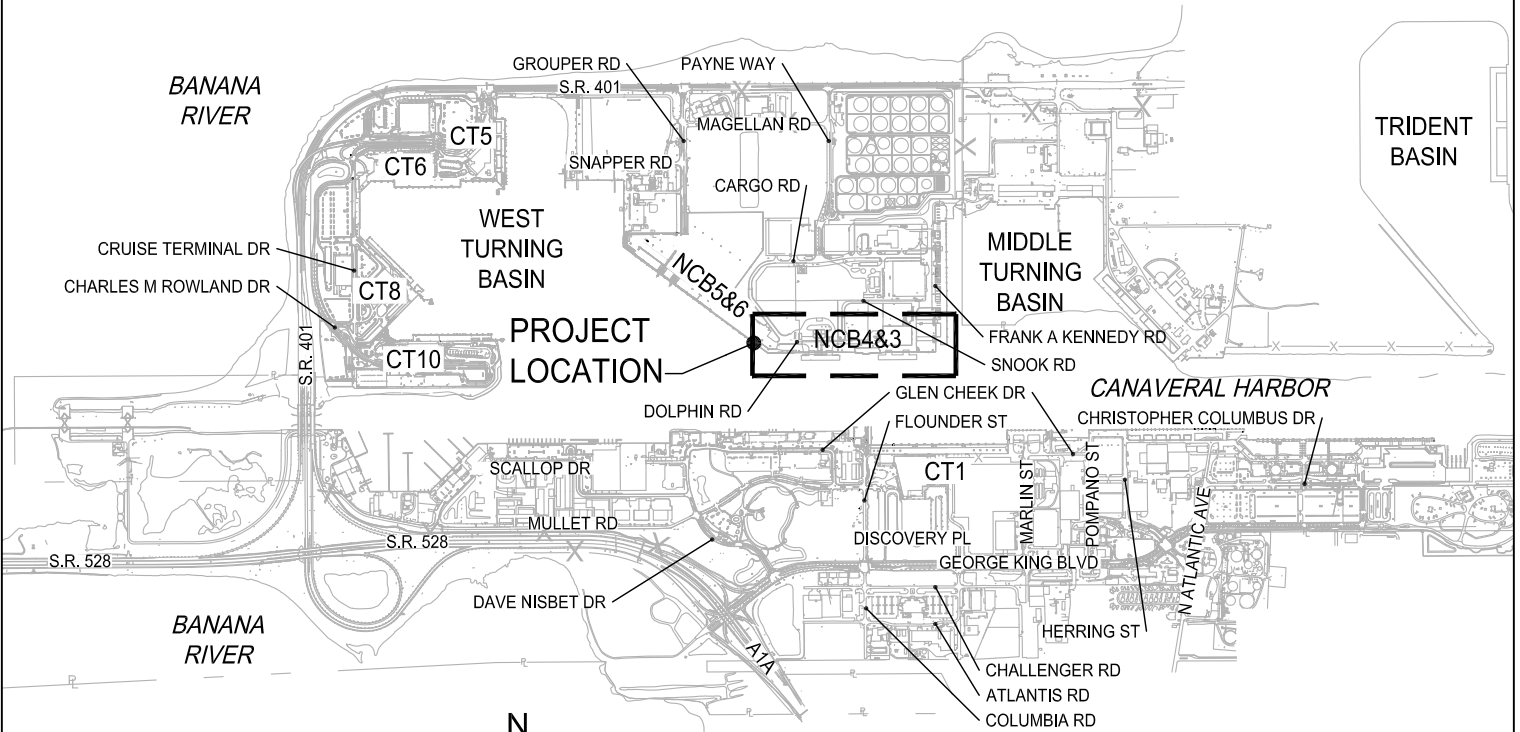 GROUPER RD
PAYNE WAY
S.R. 401
BANANA
RIVER
MAGELLAN RD
CT5
TRIDENT
BASIN
CT6
SNAPPER RD
CARGO RD
WEST
TURNING
BASIN
MIDDLE
TURNING
BASIN
CRUISE TERMINAL DR
NCB5&6
CHARLES M ROWLAND DR
CT8
PROJECT
LOCATION
NCB4&3
FRANK A KENNEDY RD
SNOOK RD
S.R. 401
CT10
GLEN CHEEK DR
CANAVERAL HARBOR
DOLPHIN RD
FLOUNDER ST
CHRISTOPHER COLUMBUS DR
SCALLOP DR
CT1
MARLIN ST
POMPANO ST
N ATLANTIC AVE
MULLET RD
DISCOVERY PL
S.R. 528
S.R. 528
GEORGE KING BLVD
DAVE NISBET DR
BANANA
RIVER
HERRING ST
A1A
CHALLENGER RD
ATLANTIS RD
COLUMBIA RD
N